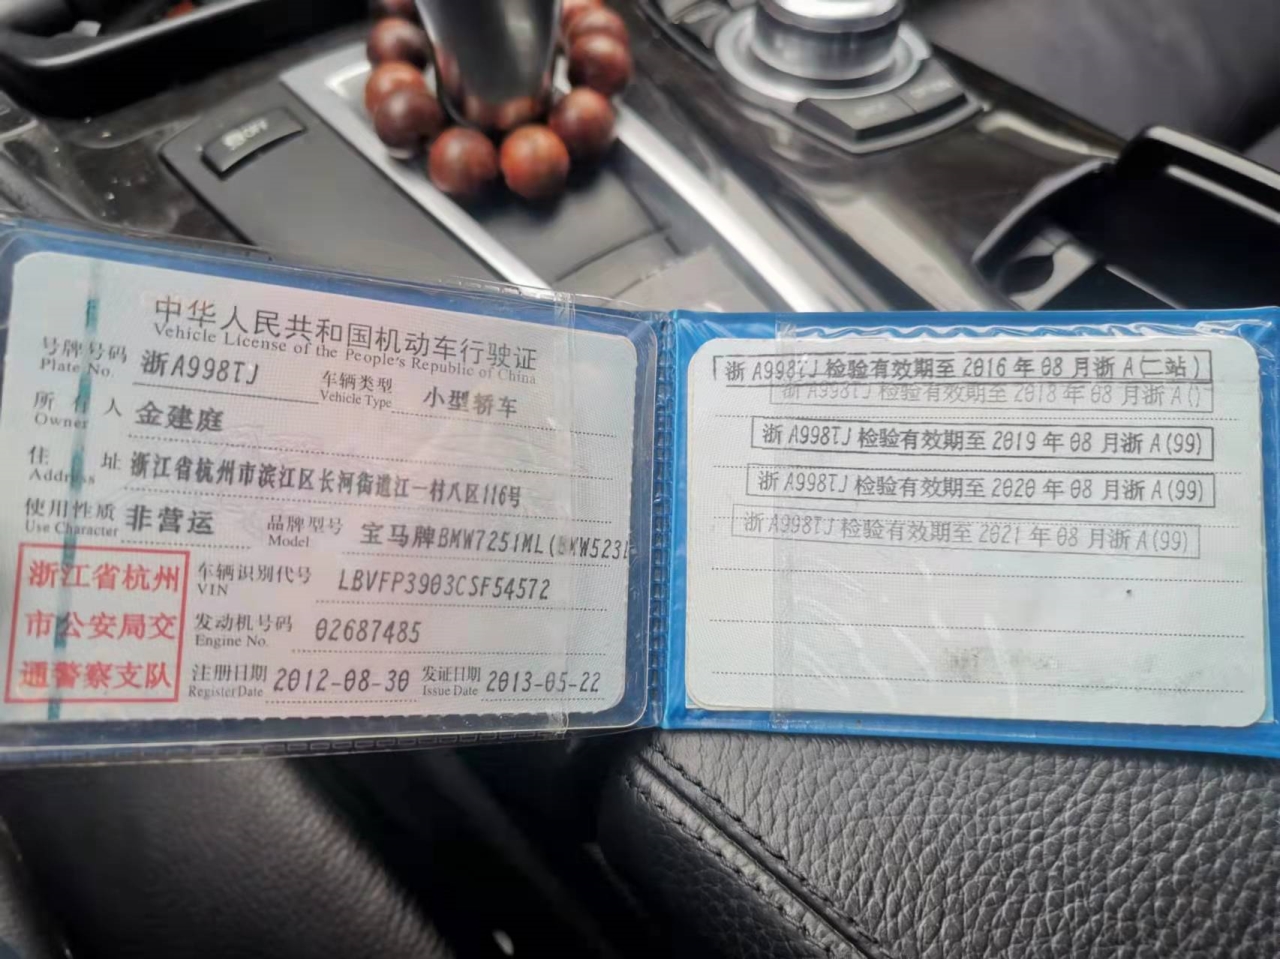 OFF
中华人民共和国机动车行驶证
Vehicle License of the People's Republic of China
号牌号码 浙A998TJ 车辆类型 小型轿车
Plate No. Vehicle Type
所有人 金建庭
Owner
住址 浙江省杭州市滨江区长河街道江一村八区116号
Address
使用性质 非营运 品牌型号 宝马牌BMW7251ML(BMW523L
Use Character Model
浙江省杭州市公安局交通警察支队
车辆识别代号 LBVFP3903CSF54572
VIN
发动机号码 02687485
Engine No.
注册日期 2012-08-30 发证日期 2013-05-22
Register Date Issue Date
浙A998TJ检验有效期至2016年08月浙A(二站)
浙A998TJ检验有效期至2018年08月浙A()
浙A998TJ检验有效期至2019年08月浙A(99)
浙A998TJ检验有效期至2020年08月浙A(99)
浙A998TJ检验有效期至2021年08月浙A(99)